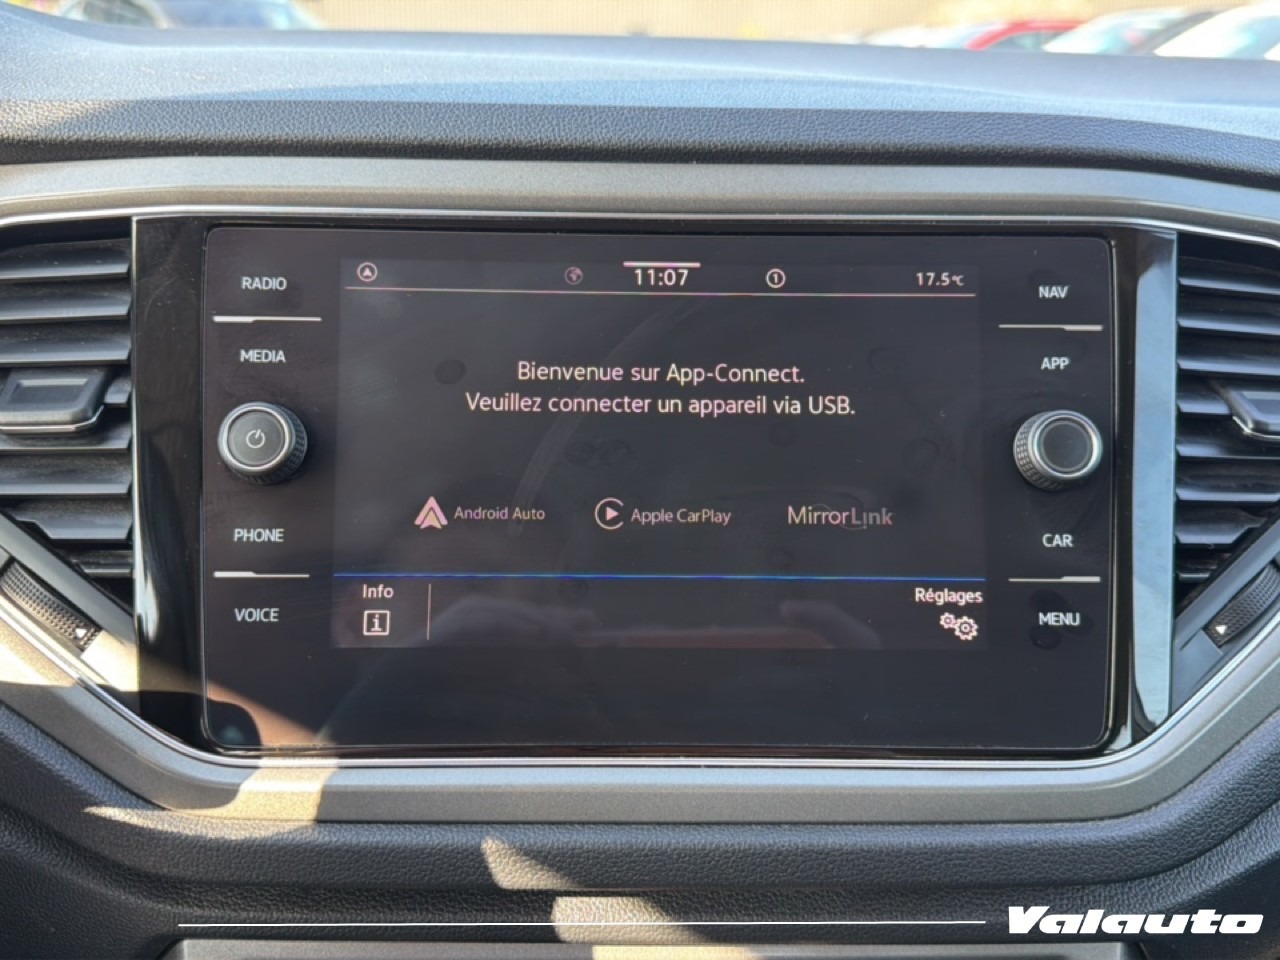 RADIO
MEDIA
PHONE
VOICE
11:07
1
17.5°C
Bienvenue sur App-Connect.
Veuillez connecter un appareil via USB.
Android Auto
Apple CarPlay
MirrorLink
Info
i
Réglages
NAV
APP
CAR
MENU
Valauto